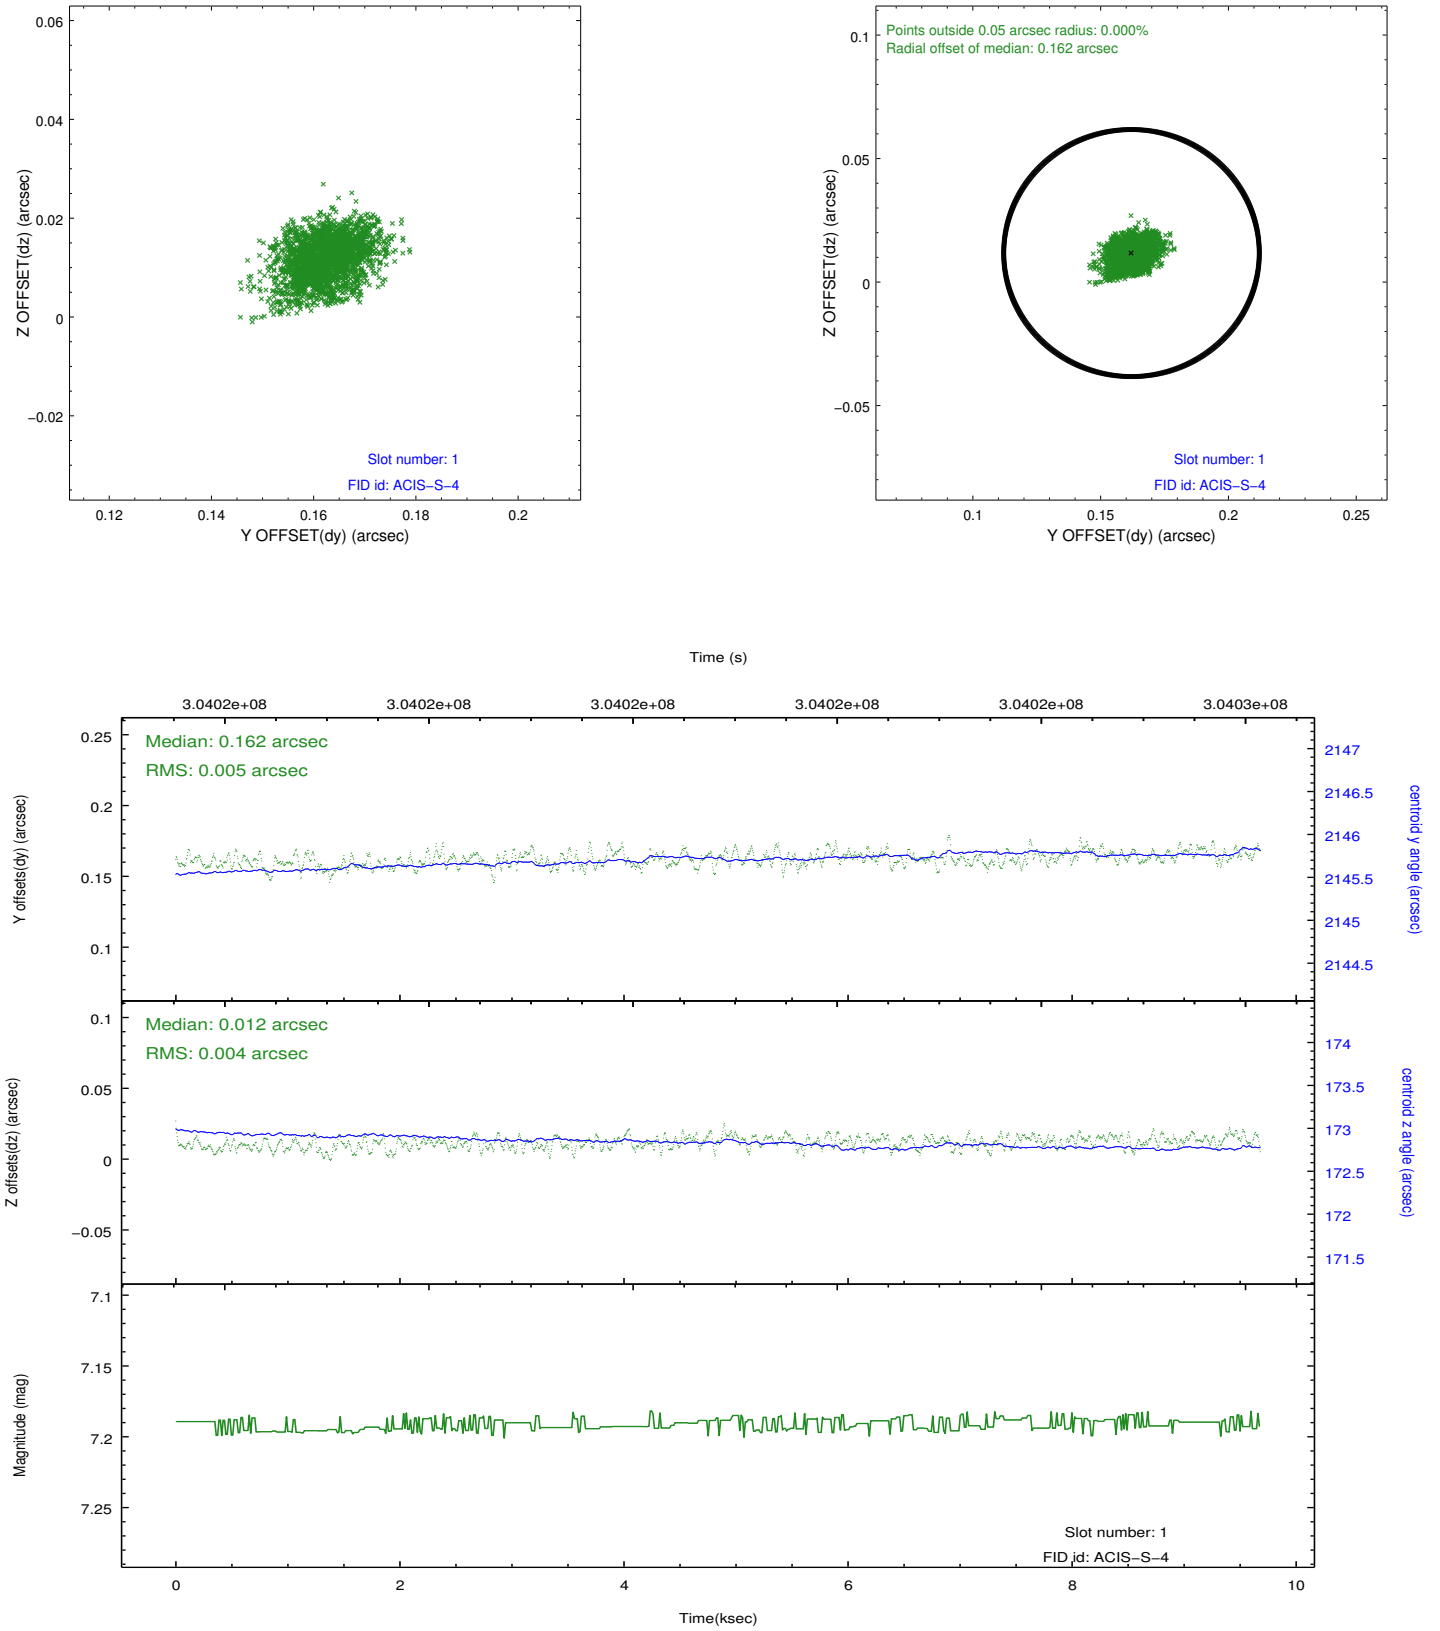 0.06
0.04
0.02
0
−0.02
Z OFFSET(dz) (arcsec)
Slot number: 1
FID id: ACIS−S−4
0.12 0.14 0.16 0.18 0.2
Y OFFSET(dy) (arcsec)
Points outside 0.05 arcsec radius: 0.000%
Radial offset of median: 0.162 arcsec
0.1
0.05
0
−0.05
Z OFFSET(dz) (arcsec)
Slot number: 1
FID id: ACIS−S−4
0.1 0.15 0.2 0.25
Y OFFSET(dy) (arcsec)
Time (s)
3.0402e+08 3.0402e+08 3.0402e+08 3.0402e+08 3.0402e+08 3.0403e+08
Median: 0.162 arcsec
RMS: 0.005 arcsec
0.25
0.2
0.15
0.1
Y offsets(dy) (arcsec)
2147
2146.5
2146
2145.5
2145
2144.5
centroid y angle (arcsec)
Median: 0.012 arcsec
RMS: 0.004 arcsec
0.1
0.05
0
−0.05
Z offsets(dz) (arcsec)
174
173.5
173
172.5
172
171.5
centroid z angle (arcsec)
7.1
7.15
7.2
7.25
Magnitude (mag)
Slot number: 1
FID id: ACIS−S−4
0 2 4 6 8 10
Time(ksec)